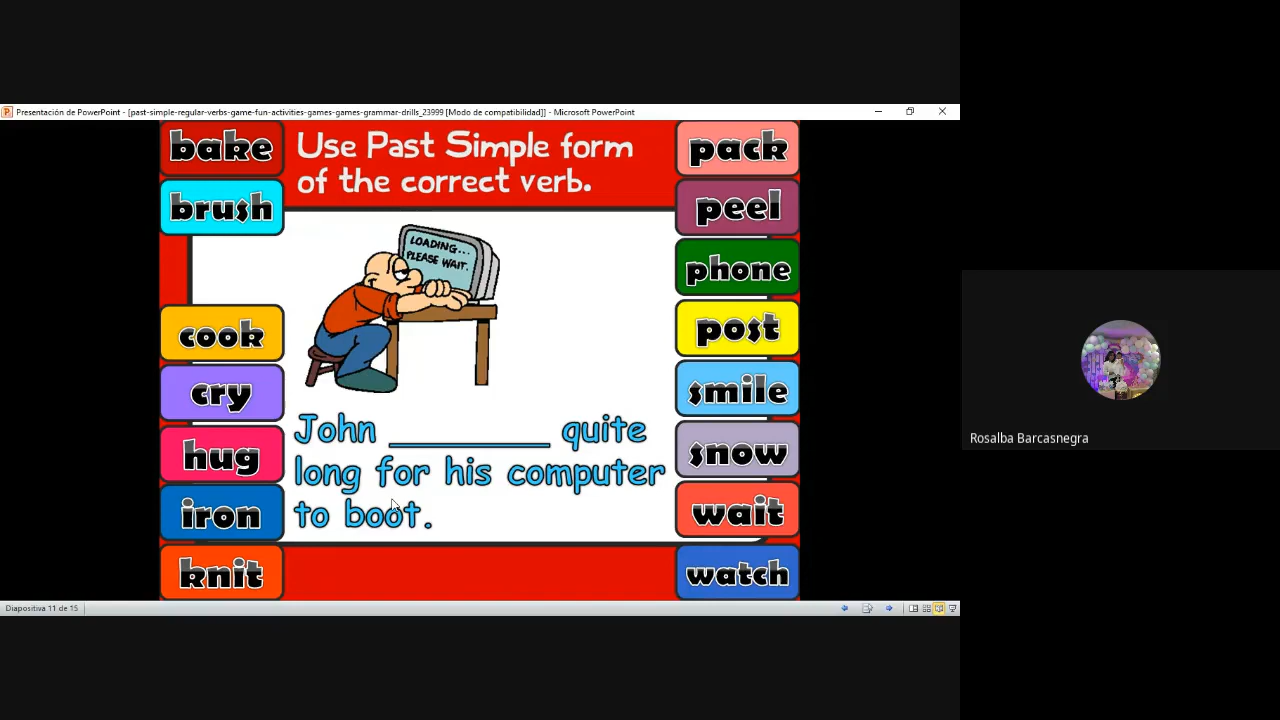 Presentación de PowerPoint - [past-simple-regular-verbs-game-fun-activities-games-games-grammar-drills_23999 [Modo de compatibilidad]] - Microsoft PowerPoint
bake
brush
cook
cry
hug
iron
knit
Use Past Simple form
of the correct verb.
LOADING...
PLEASE WAIT.
John __________ quite
long for his computer
to boot.
pack
peel
phone
post
smile
snow
wait
watch
Diapositiva 11 de 15
Rosalba Barcasnegra